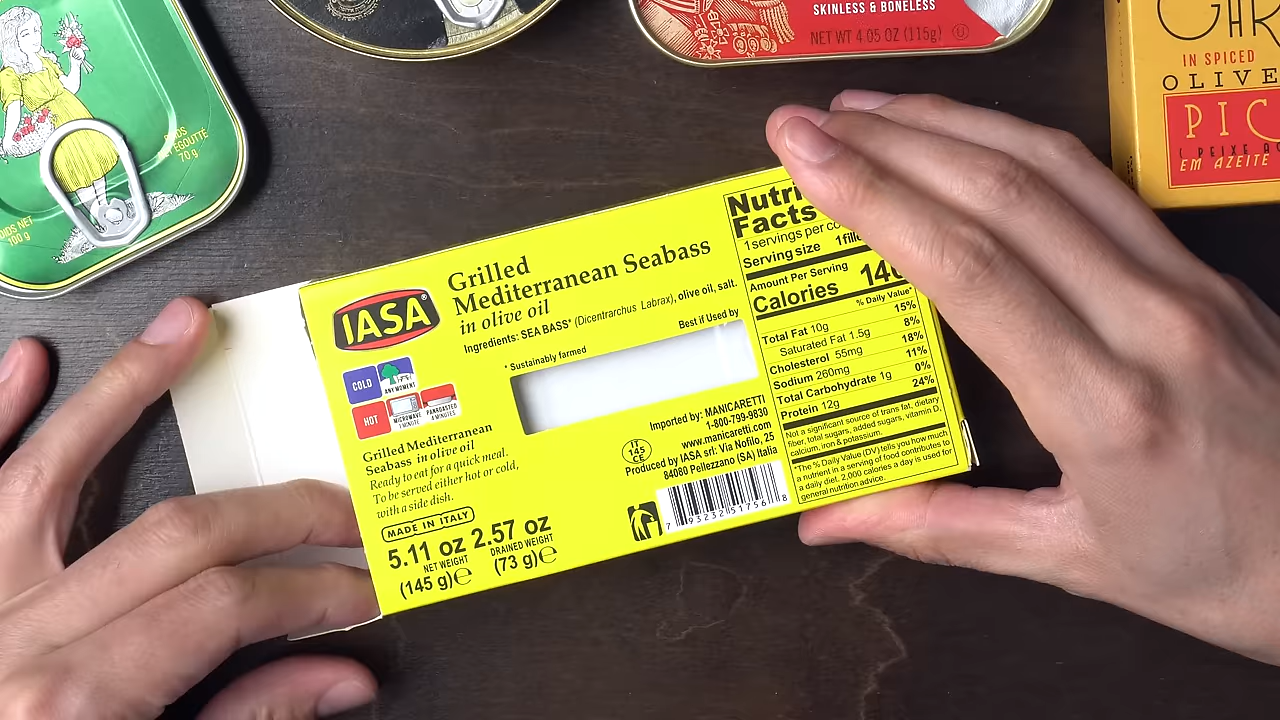 SKINLESS & BONELESS
NET WT 4.05 OZ (115g)
IN SPICED
OLIVE
EM AZEITE
POIDS NET
100 g
70 g
IASA®
Grilled
Mediterranean Seabass
in olive oil
Ingredients: SEA BASS* (Dicentrarchus Labrax), olive oil, salt.
Best if Used by
* Sustainably farmed
COLD
ANY MOMENT
HOT
MICROWAVE
1 MINUTE
PANROASTED
4 MINUTES
Grilled Mediterranean
Seabass in olive oil
Ready to eat for a quick meal.
To be served either hot or cold,
with a side dish.
MADE IN ITALY
5.11 oz 2.57 oz
NET WEIGHT DRAINED WEIGHT
(145 g)℮ (73 g)℮
Imported by: MANICARETTI
1-800-799-9830
www.manicaretti.com
IT
145
CE
Produced by IASA srl: Via Nofilo, 25
84080 Pellezzano (SA) Italia
7 93232 51756 8
Facts
1 servings per
Serving size
Amount Per Serving
Calories
% Daily Value*
Total Fat 10g 15%
Saturated Fat 1.5g 8%
Cholesterol 55mg 18%
Sodium 260mg 11%
Total Carbohydrate 1g 0%
Protein 12g 24%
Not a significant source of trans fat, dietary
fiber, total sugars, added sugars, vitamin D,
calcium, iron & potassium.
*The % Daily Value (DV) tells you how much
a nutrient in a serving of food contributes to
a daily diet. 2,000 calories a day is used for
general nutrition advice.